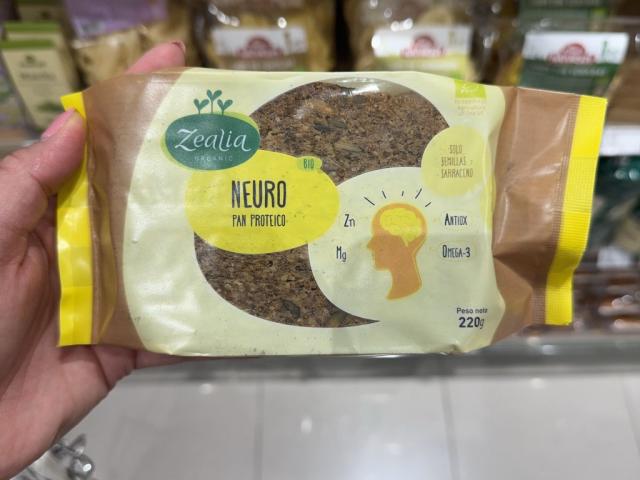 Zealia
ORGANIC
BIO
NEURO
PAN PROTEICO
SOLO
SEMILLAS Y
SARRACENO
Zn
Antiox
Mg
Omega-3
Peso neto
220g